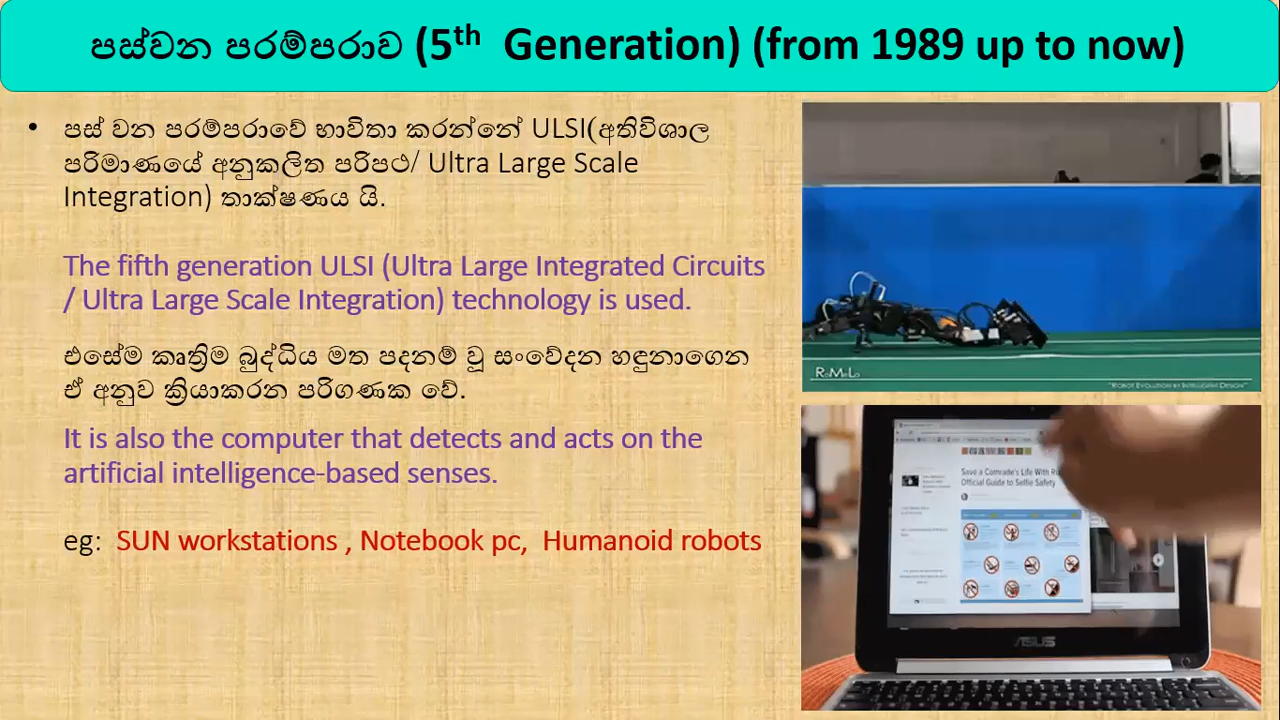 පස්වන පරම්පරාව (5th Generation) (from 1989 up to now)
• පස් වන පරම්පරාවේ භාවිතා කරන්නේ ULSI(අතිවිශාල
පරිමාණයේ අනුකලිත පරිපථ/ Ultra Large Scale
Integration) තාක්ෂණය යි.
The fifth generation ULSI (Ultra Large Integrated Circuits
/ Ultra Large Scale Integration) technology is used.
එසේම කෘත්‍රිම බුද්ධිය මත පදනම් වූ සංවේදන හඳුනාගෙන
ඒ අනුව ක්‍රියාකරන පරිගණක වේ.
It is also the computer that detects and acts on the
artificial intelligence-based senses.
eg: SUN workstations , Notebook pc, Humanoid robots
RoMeLa
"Robot Evolution by Intelligent Design"
Save a Comrade's Life With
Official Guide to Selfie Safety
ASUS